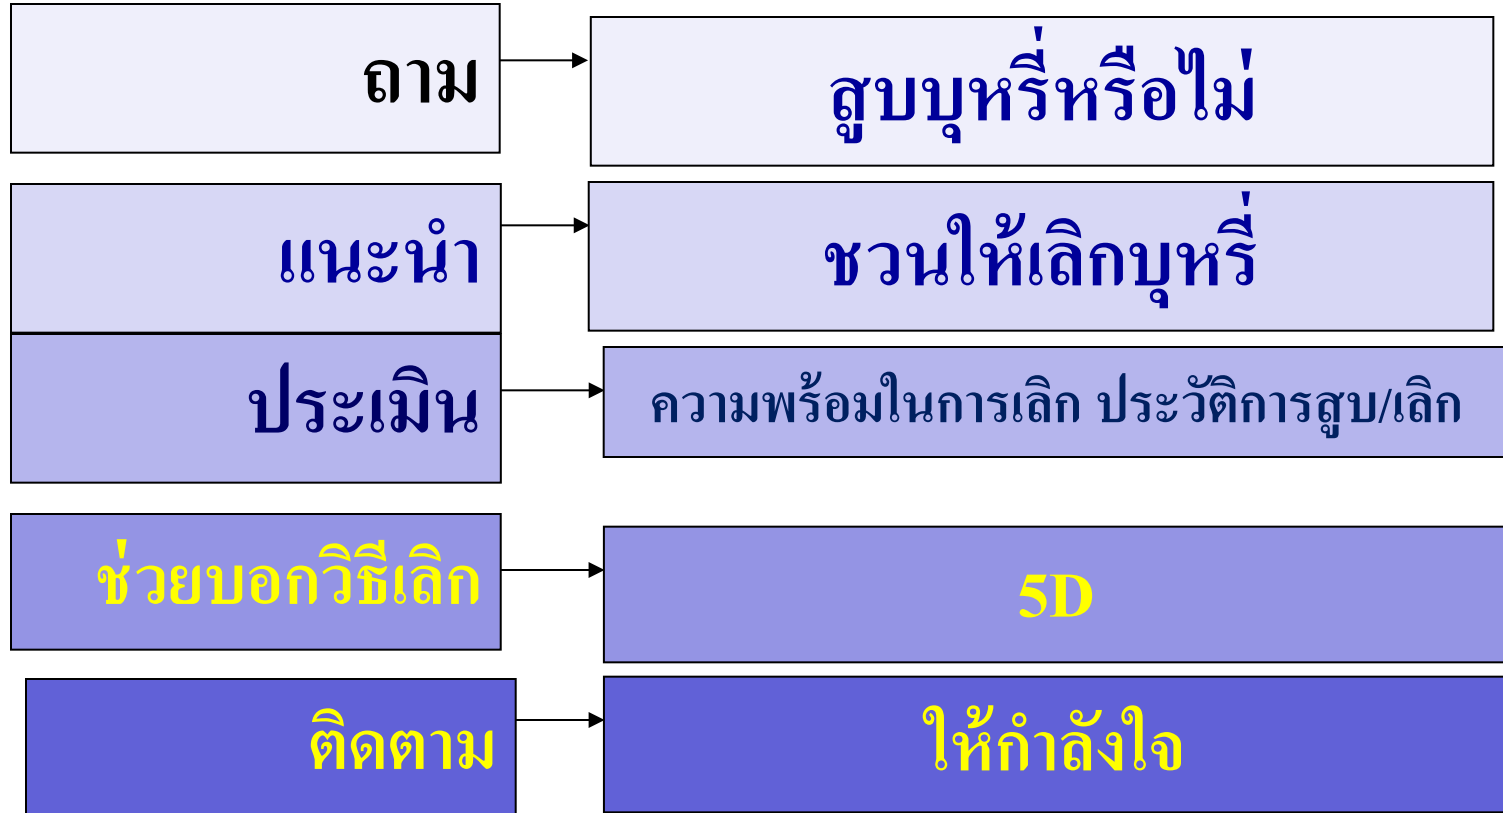 ถาม
สูบบุหรี่หรือไม่
แนะนำ
ชวนให้เลิกบุหรี่
ประเมิน
ความพร้อมในการเลิก ประวัติการสูบ/เลิก
ช่วยบอกวิธีเลิก
5D
ติดตาม
ให้กำลังใจ